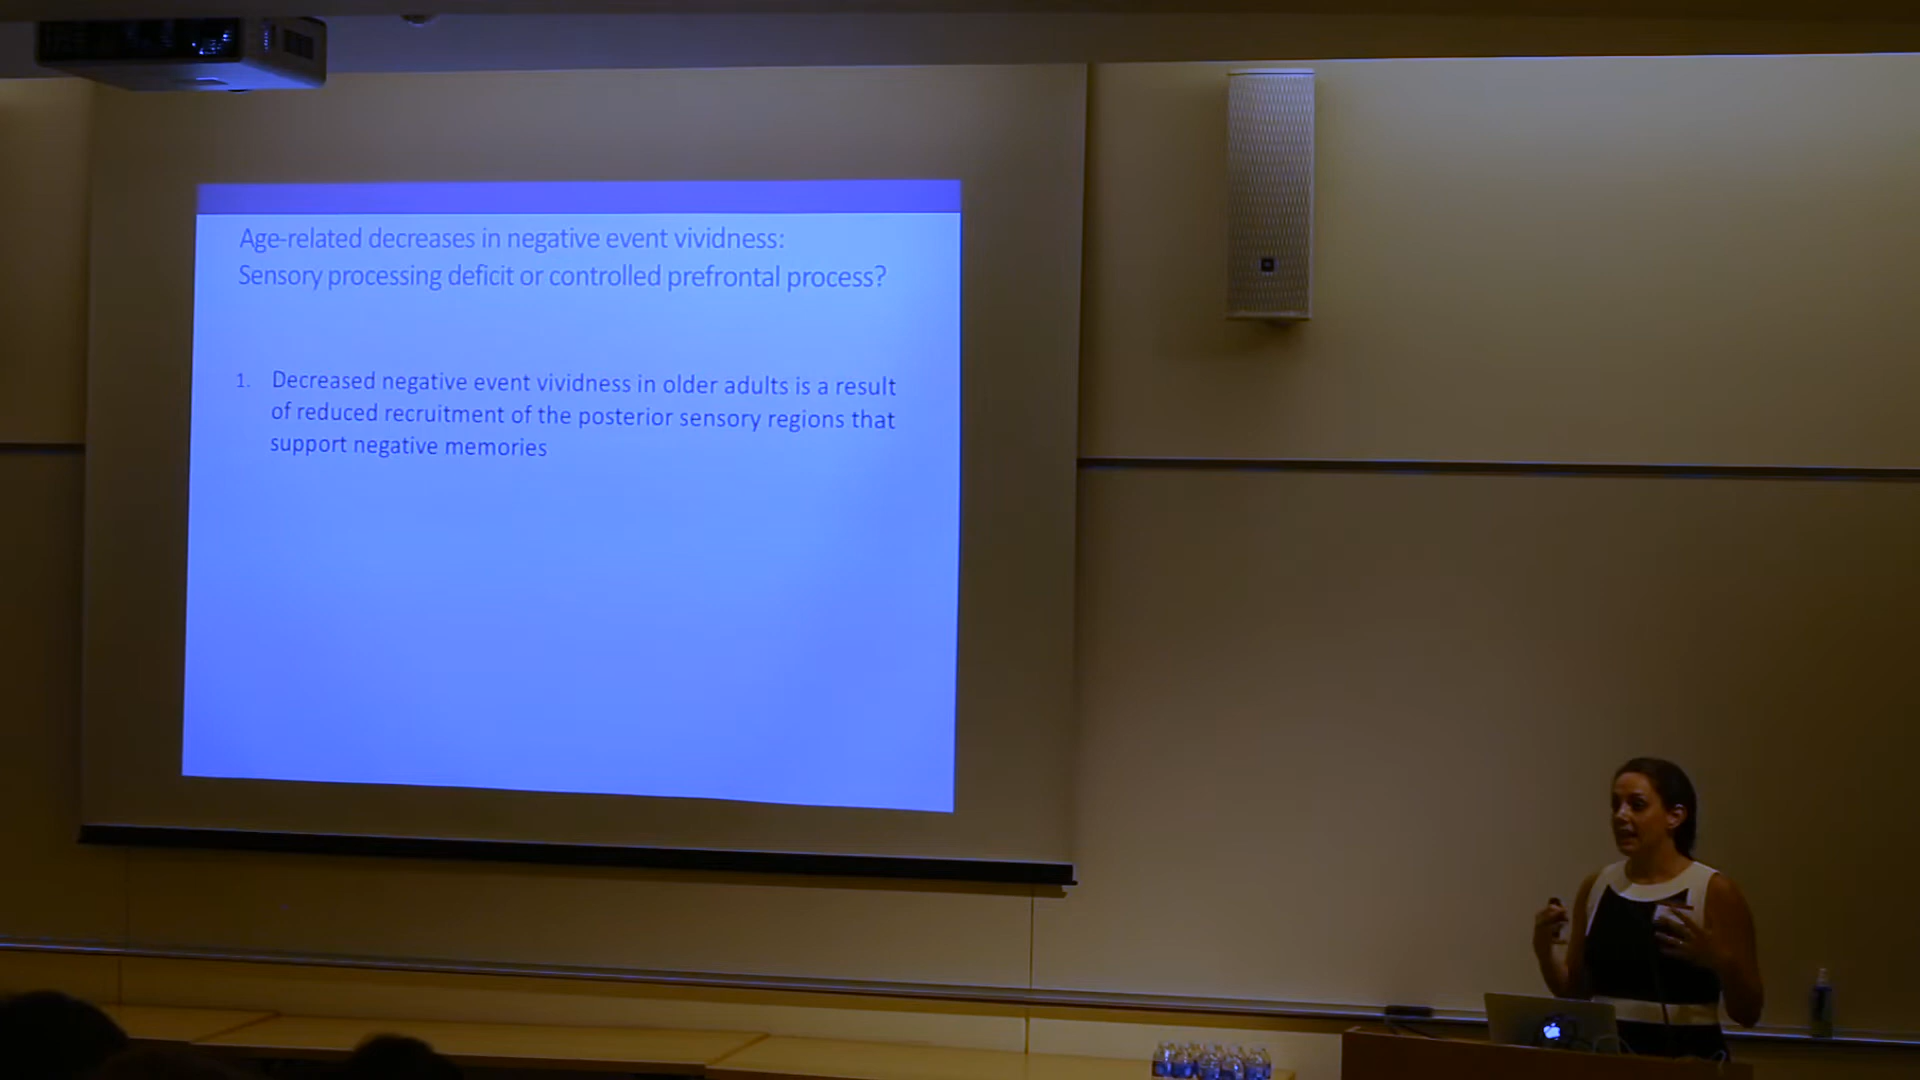 Age-related decreases in negative event vividness:
Sensory processing deficit or controlled prefrontal process?
1. Decreased negative event vividness in older adults is a result
of reduced recruitment of the posterior sensory regions that
support negative memories